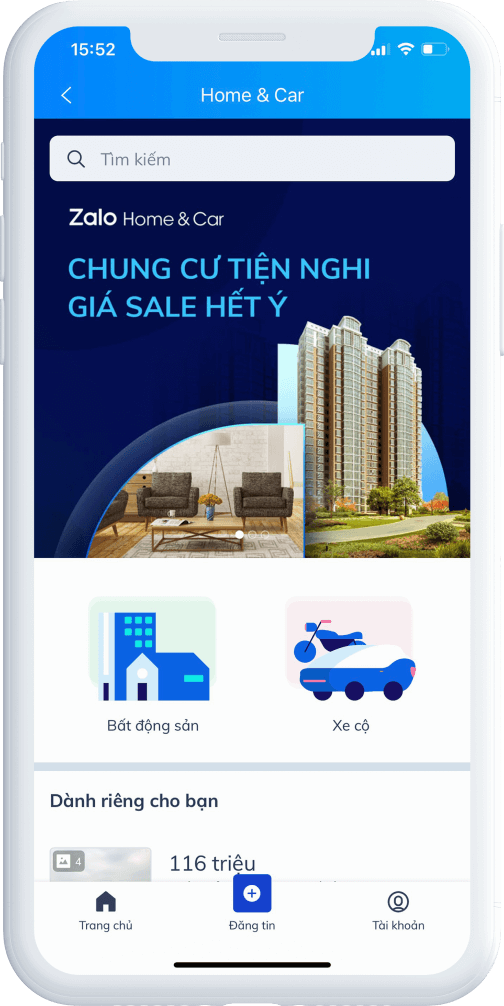 15:52
Home & Car
Tìm kiếm
Zalo Home & Car
CHUNG CƯ TIỆN NGHI
GIÁ SALE HẾT Ý
Bất động sản
Xe cộ
Dành riêng cho bạn
4
116 triệu
Trang chủ
Đăng tin
Tài khoản